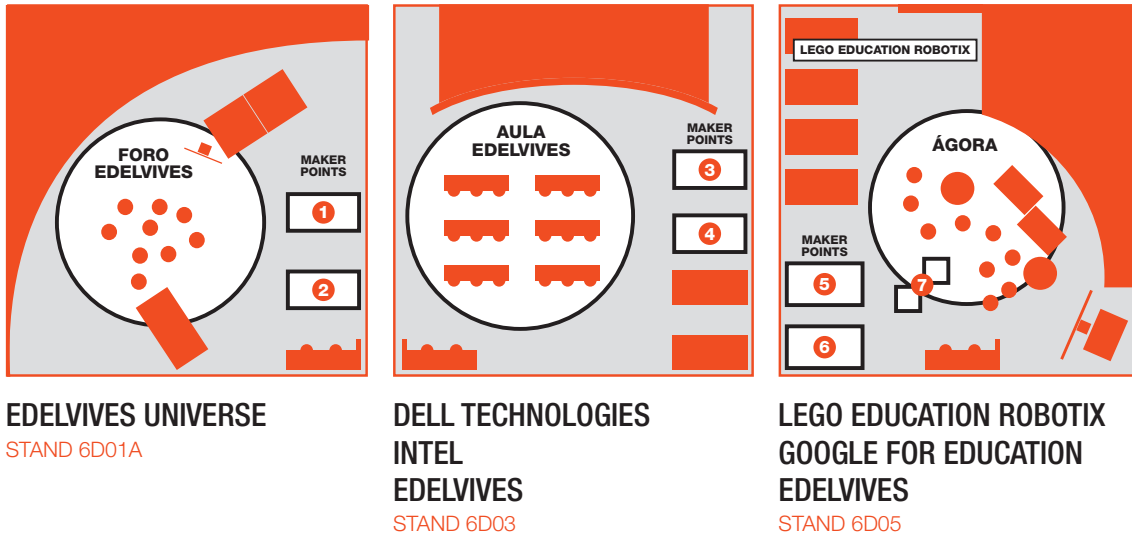 FORO
EDELVIVES
MAKER
POINTS
1
2
EDELVIVES UNIVERSE
STAND 6D01A
AULA
EDELVIVES
MAKER
POINTS
3
4
DELL TECHNOLOGIES
INTEL
EDELVIVES
STAND 6D03
LEGO EDUCATION ROBOTIX
ÁGORA
MAKER
POINTS
5
7
6
LEGO EDUCATION ROBOTIX
GOOGLE FOR EDUCATION
EDELVIVES
STAND 6D05